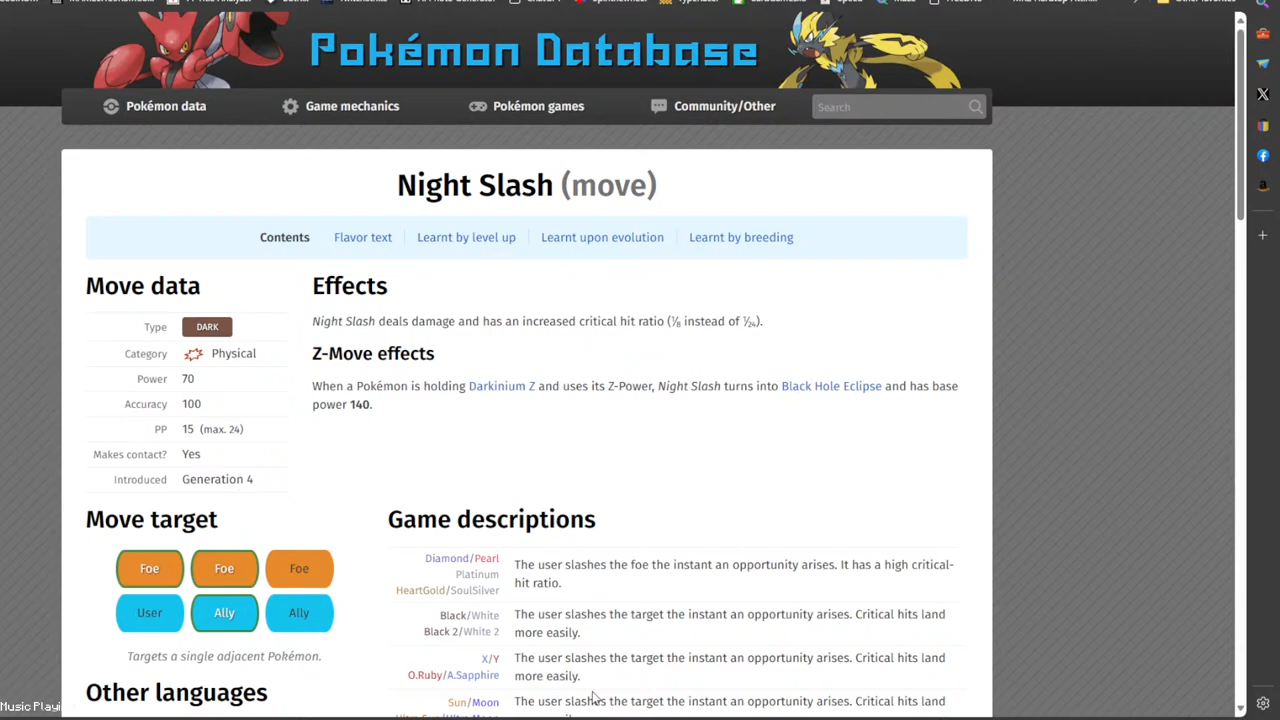 Pokémon Database
Pokémon data
Game mechanics
Pokémon games
Community/Other
Search
Night Slash (move)
Contents
Flavor text
Learnt by level up
Learnt upon evolution
Learnt by breeding
Move data
Type DARK
Category Physical
Power 70
Accuracy 100
PP 15 (max. 24)
Makes contact? Yes
Introduced Generation 4
Effects
Night Slash deals damage and has an increased critical hit ratio (⅛ instead of 1⁄24).
Z-Move effects
When a Pokémon is holding Darkinium Z and uses its Z-Power, Night Slash turns into Black Hole Eclipse and has base
power 140.
Move target
Foe Foe Foe
User Ally Ally
Targets a single adjacent Pokémon.
Other languages
Game descriptions
Diamond/Pearl
Platinum
HeartGold/SoulSilver
The user slashes the foe the instant an opportunity arises. It has a high critical-
hit ratio.
Black/White
Black 2/White 2
The user slashes the target the instant an opportunity arises. Critical hits land
more easily.
X/Y
O.Ruby/A.Sapphire
The user slashes the target the instant an opportunity arises. Critical hits land
more easily.
Sun/Moon
The user slashes the target the instant an opportunity arises. Critical hits land
Music Playi